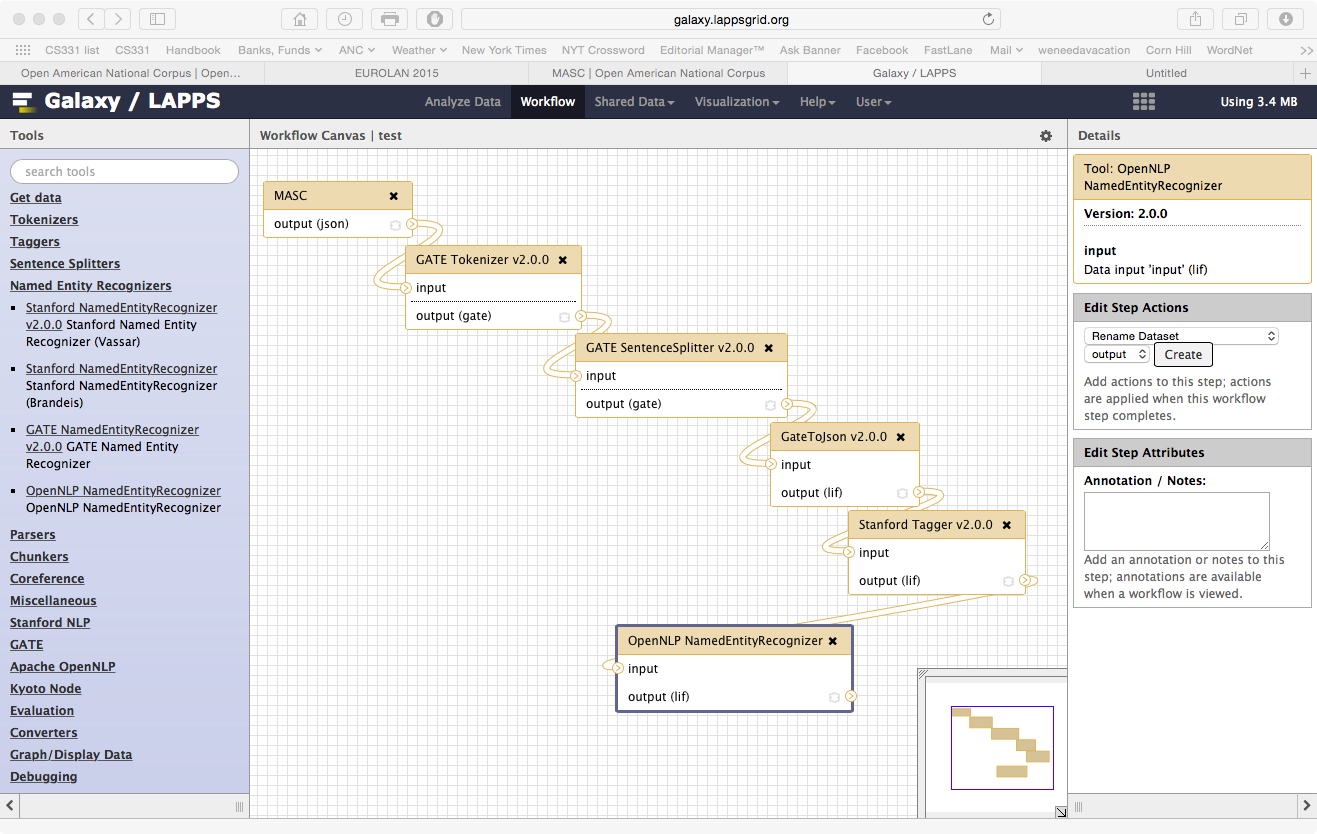 galaxy.lappsgrid.org
CS331 list CS331 Handbook Banks, Funds ANC Weather New York Times NYT Crossword Editorial Manager™ Ask Banner Facebook FastLane Mail weneedavacation Corn Hill WordNet >>
Open American National Corpus | Open... EUROLAN 2015 MASC | Open American National Corpus Galaxy / LAPPS Untitled +
Galaxy / LAPPS Analyze Data Workflow Shared Data Visualization Help User Using 3.4 MB
Tools
search tools
Get data
Tokenizers
Taggers
Sentence Splitters
Named Entity Recognizers
Stanford NamedEntityRecognizer
v2.0.0 Stanford Named Entity
Recognizer (Vassar)
Stanford NamedEntityRecognizer
Stanford NamedEntityRecognizer
(Brandeis)
GATE NamedEntityRecognizer
v2.0.0 GATE Named Entity
Recognizer
OpenNLP NamedEntityRecognizer
OpenNLP NamedEntityRecognizer
Parsers
Chunkers
Coreference
Miscellaneous
Stanford NLP
GATE
Apache OpenNLP
Kyoto Node
Evaluation
Converters
Graph/Display Data
Debugging
Workflow Canvas | test
MASC
output (json)
GATE Tokenizer v2.0.0
input
output (gate)
GATE SentenceSplitter v2.0.0
input
output (gate)
GateToJson v2.0.0
input
output (lif)
Stanford Tagger v2.0.0
input
output (lif)
OpenNLP NamedEntityRecognizer
input
output (lif)
Details
Tool: OpenNLP
NamedEntityRecognizer
Version: 2.0.0
input
Data input 'input' (lif)
Edit Step Actions
Rename Dataset
output Create
Add actions to this step; actions
are applied when this workflow
step completes.
Edit Step Attributes
Annotation / Notes:
Add an annotation or notes to this
step; annotations are available
when a workflow is viewed.